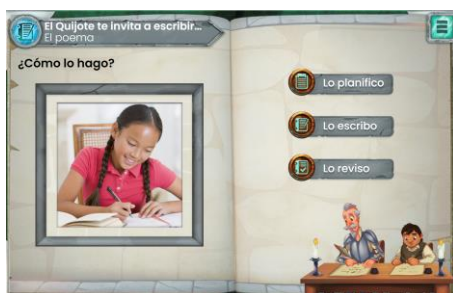 El Quijote te invita a escribir...
El poema
¿Cómo lo hago?
Lo planifico
Lo escribo
Lo reviso